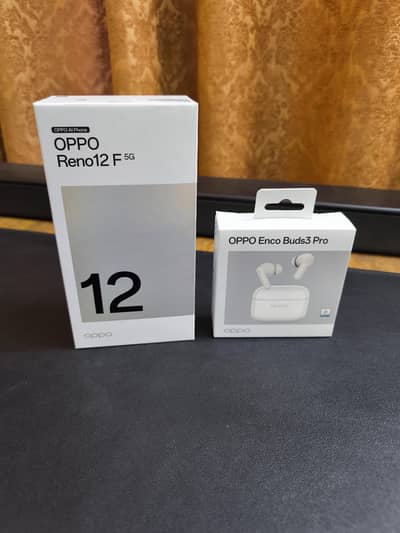 OPPO AI Phone
OPPO
Reno12 F 5G
12
oppo
OPPO Enco Buds3 Pro
oppo